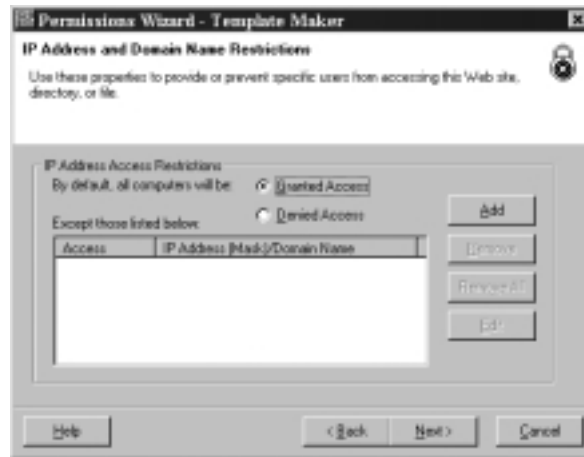 Permissions Wizard - Template Maker
IP Address and Domain Name Restrictions
Use these properties to provide or prevent specific users from accessing this Web site,
directory, or file.
IP Address Access Restrictions
By default, all computers will be:
Granted Access
Denied Access
Except those listed below:
Access
IP Address (Mask)/Domain Name
Add
Remove
Remove All
Edit
Help
< Back
Next >
Cancel